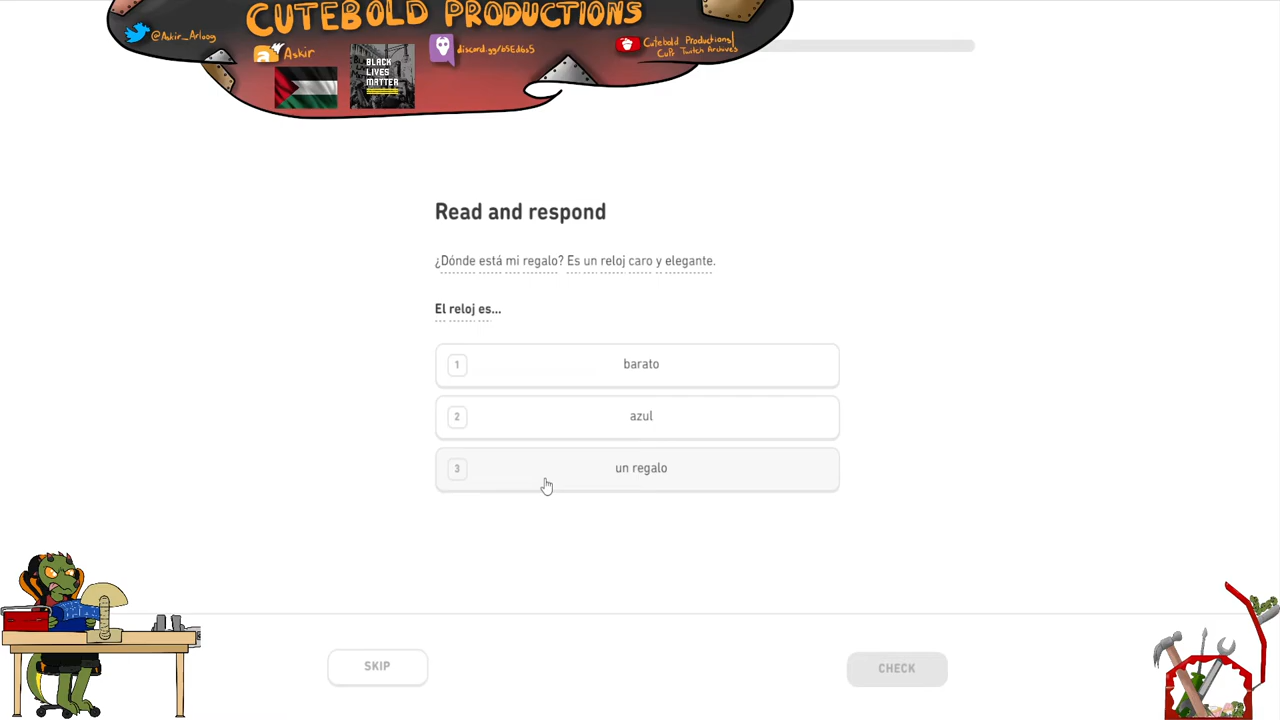 CUTEBOLD PRODUCTIONS
@Askir_Arloog
Askir
BLACK
LIVES
MATTER
Cutebold Productions
Cup Twitch Archives
Read and respond
¿Dónde está mi regalo? Es un reloj caro y elegante.
El reloj es...
1 barato
2 azul
3 un regalo
SKIP
CHECK